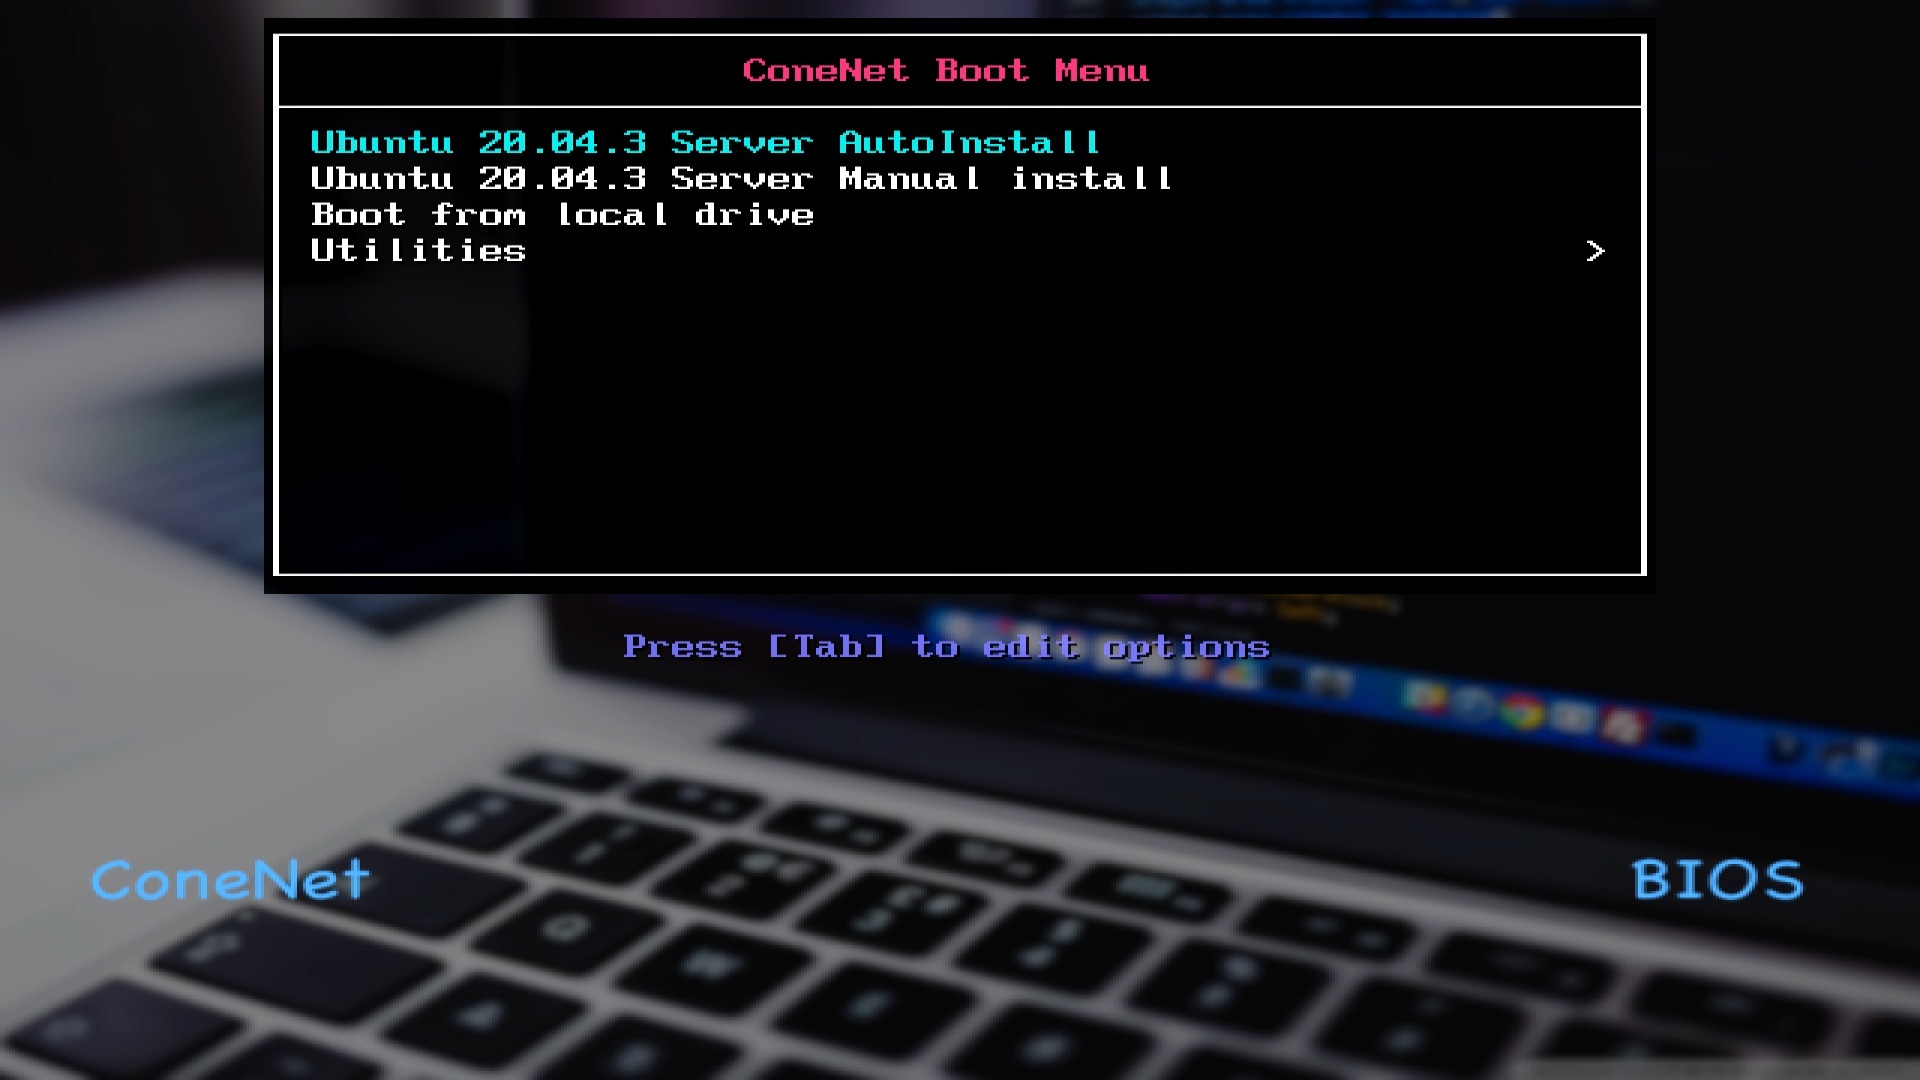 ConeNet Boot Menu
Ubuntu 20.04.3 Server AutoInstall
Ubuntu 20.04.3 Server Manual install
Boot from local drive
Utilities >
Press [Tab] to edit options
ConeNet
BIOS